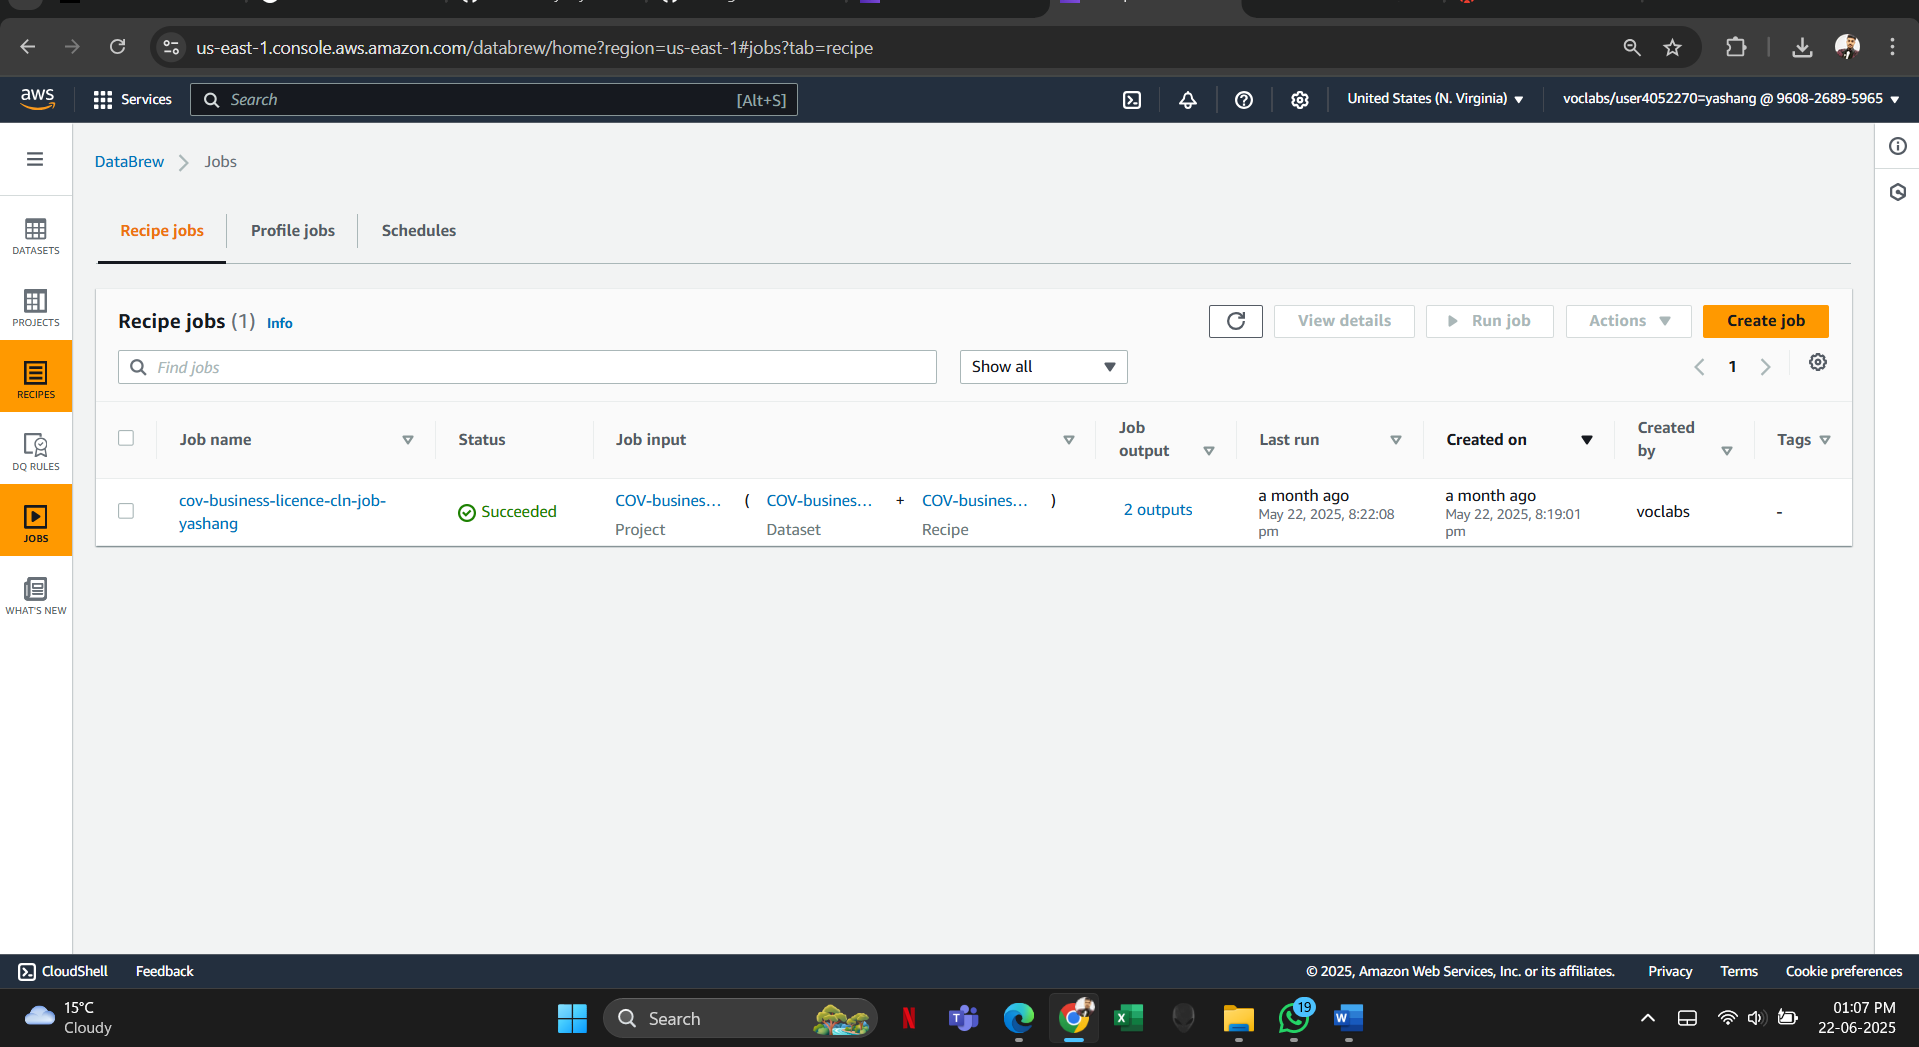 us-east-1.console.aws.amazon.com/databrew/home?region=us-east-1#jobs?tab=recipe
aws
Services
Search
[Alt+S]
United States (N. Virginia)
voclabs/user4052270=yashang @ 9608-2689-5965
DataBrew
Jobs
DATASETS
PROJECTS
RECIPES
DQ RULES
JOBS
WHAT'S NEW
Recipe jobs
Profile jobs
Schedules
Recipe jobs (1) Info
View details
Run job
Actions
Create job
Find jobs
Show all
1
Job name
Status
Job input
Job
output
Last run
Created on
Created
by
Tags
cov-business-licence-cln-job-
yashang
Succeeded
COV-busines... ( COV-busines... + COV-busines... )
Project
Dataset
Recipe
2 outputs
a month ago
May 22, 2025, 8:22:08
pm
a month ago
May 22, 2025, 8:19:01
pm
voclabs
-
CloudShell
Feedback
© 2025, Amazon Web Services, Inc. or its affiliates.
Privacy
Terms
Cookie preferences
15°C
Cloudy
Search
19
01:07 PM
22-06-2025